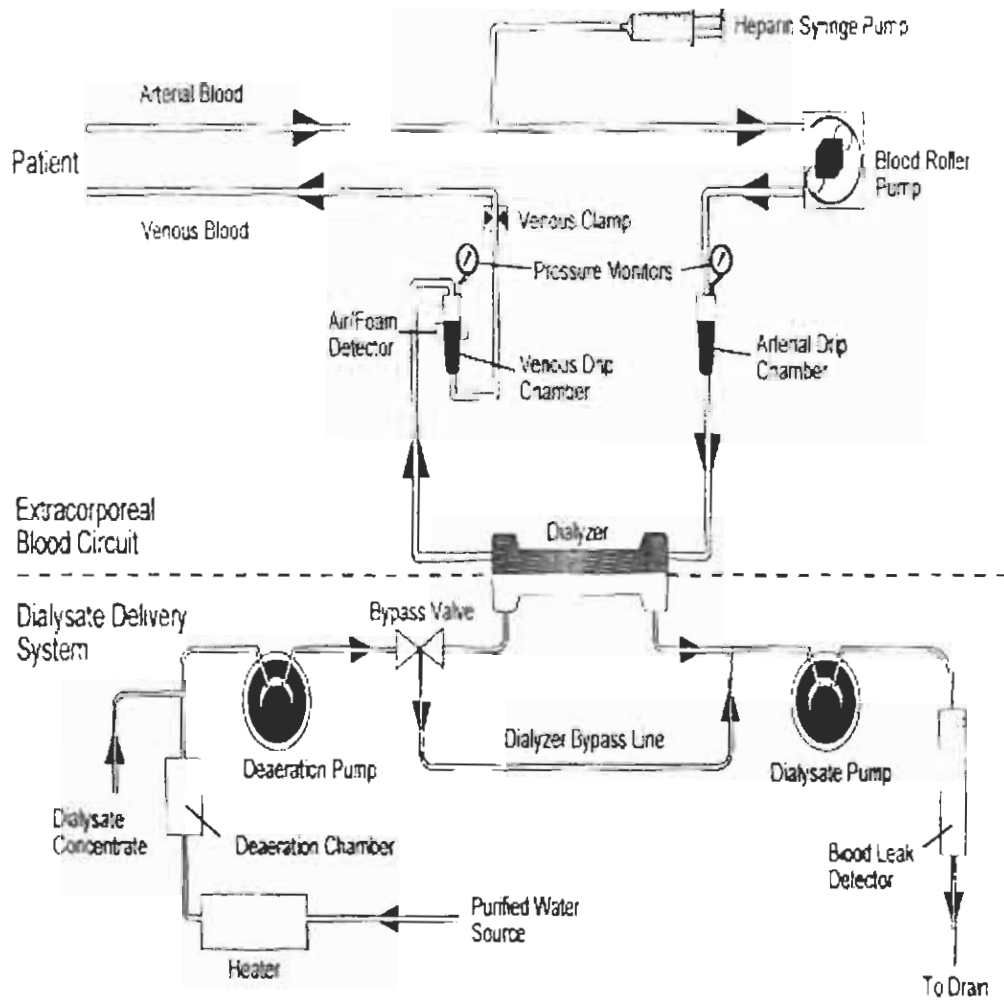 Heparin Syringe Pump
Arterial Blood
Patient
Blood Roller
Pump
Venous Blood
Venous Clamp
Pressure Monitors
Air/Foam
Detector
Venous Drip
Chamber
Arterial Drip
Chamber
Extracorporeal
Blood Circuit
Dialyzer
Dialysate Delivery
System
Bypass Valve
Deaeration Pump
Dialyzer Bypass Line
Dialysate Pump
Dialysate
Concentrate
Deaeration Chamber
Blood Leak
Detector
Purified Water
Source
Heater
To Drain